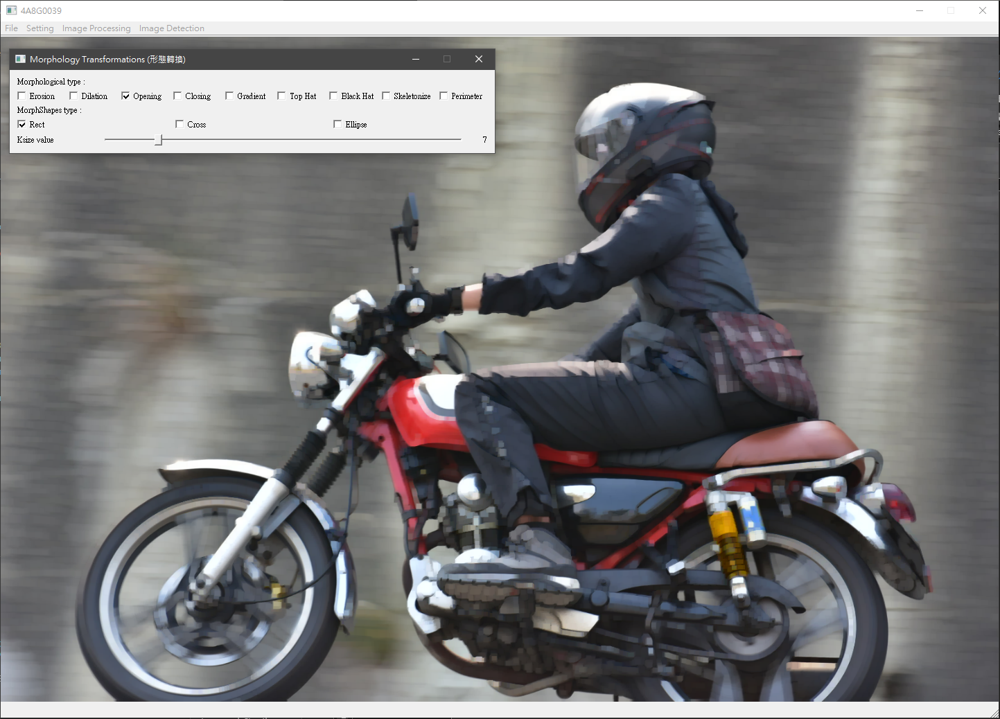 4A8G0039
File Setting Image Processing Image Detection
Morphology Transformations (形態轉換)
Morphological type :
Erosion Dilation Opening Closing Gradient Top Hat Black Hat Skeletonize Perimeter
MorphShapes type :
Rect Cross Ellipse
Ksize value 7